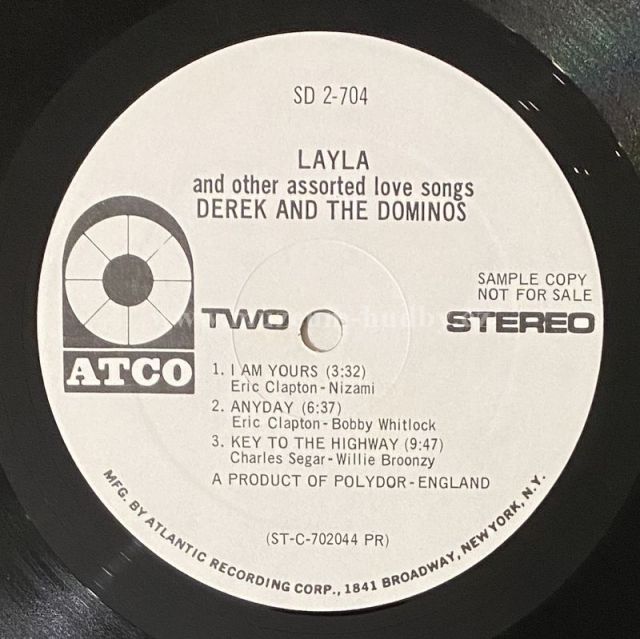 SD 2-704
LAYLA
and other assorted love songs
DEREK AND THE DOMINOS
SAMPLE COPY
NOT FOR SALE
TWO
STEREO
ATCO
1. I AM YOURS (3:32)
Eric Clapton-Nizami
2. ANYDAY (6:37)
Eric Clapton-Bobby Whitlock
3. KEY TO THE HIGHWAY (9:47)
Charles Segar-Willie Broonzy
A PRODUCT OF POLYDOR-ENGLAND
(ST-C-702044 PR)
MFG. BY ATLANTIC RECORDING CORP., 1841 BROADWAY, NEW YORK, N.Y.